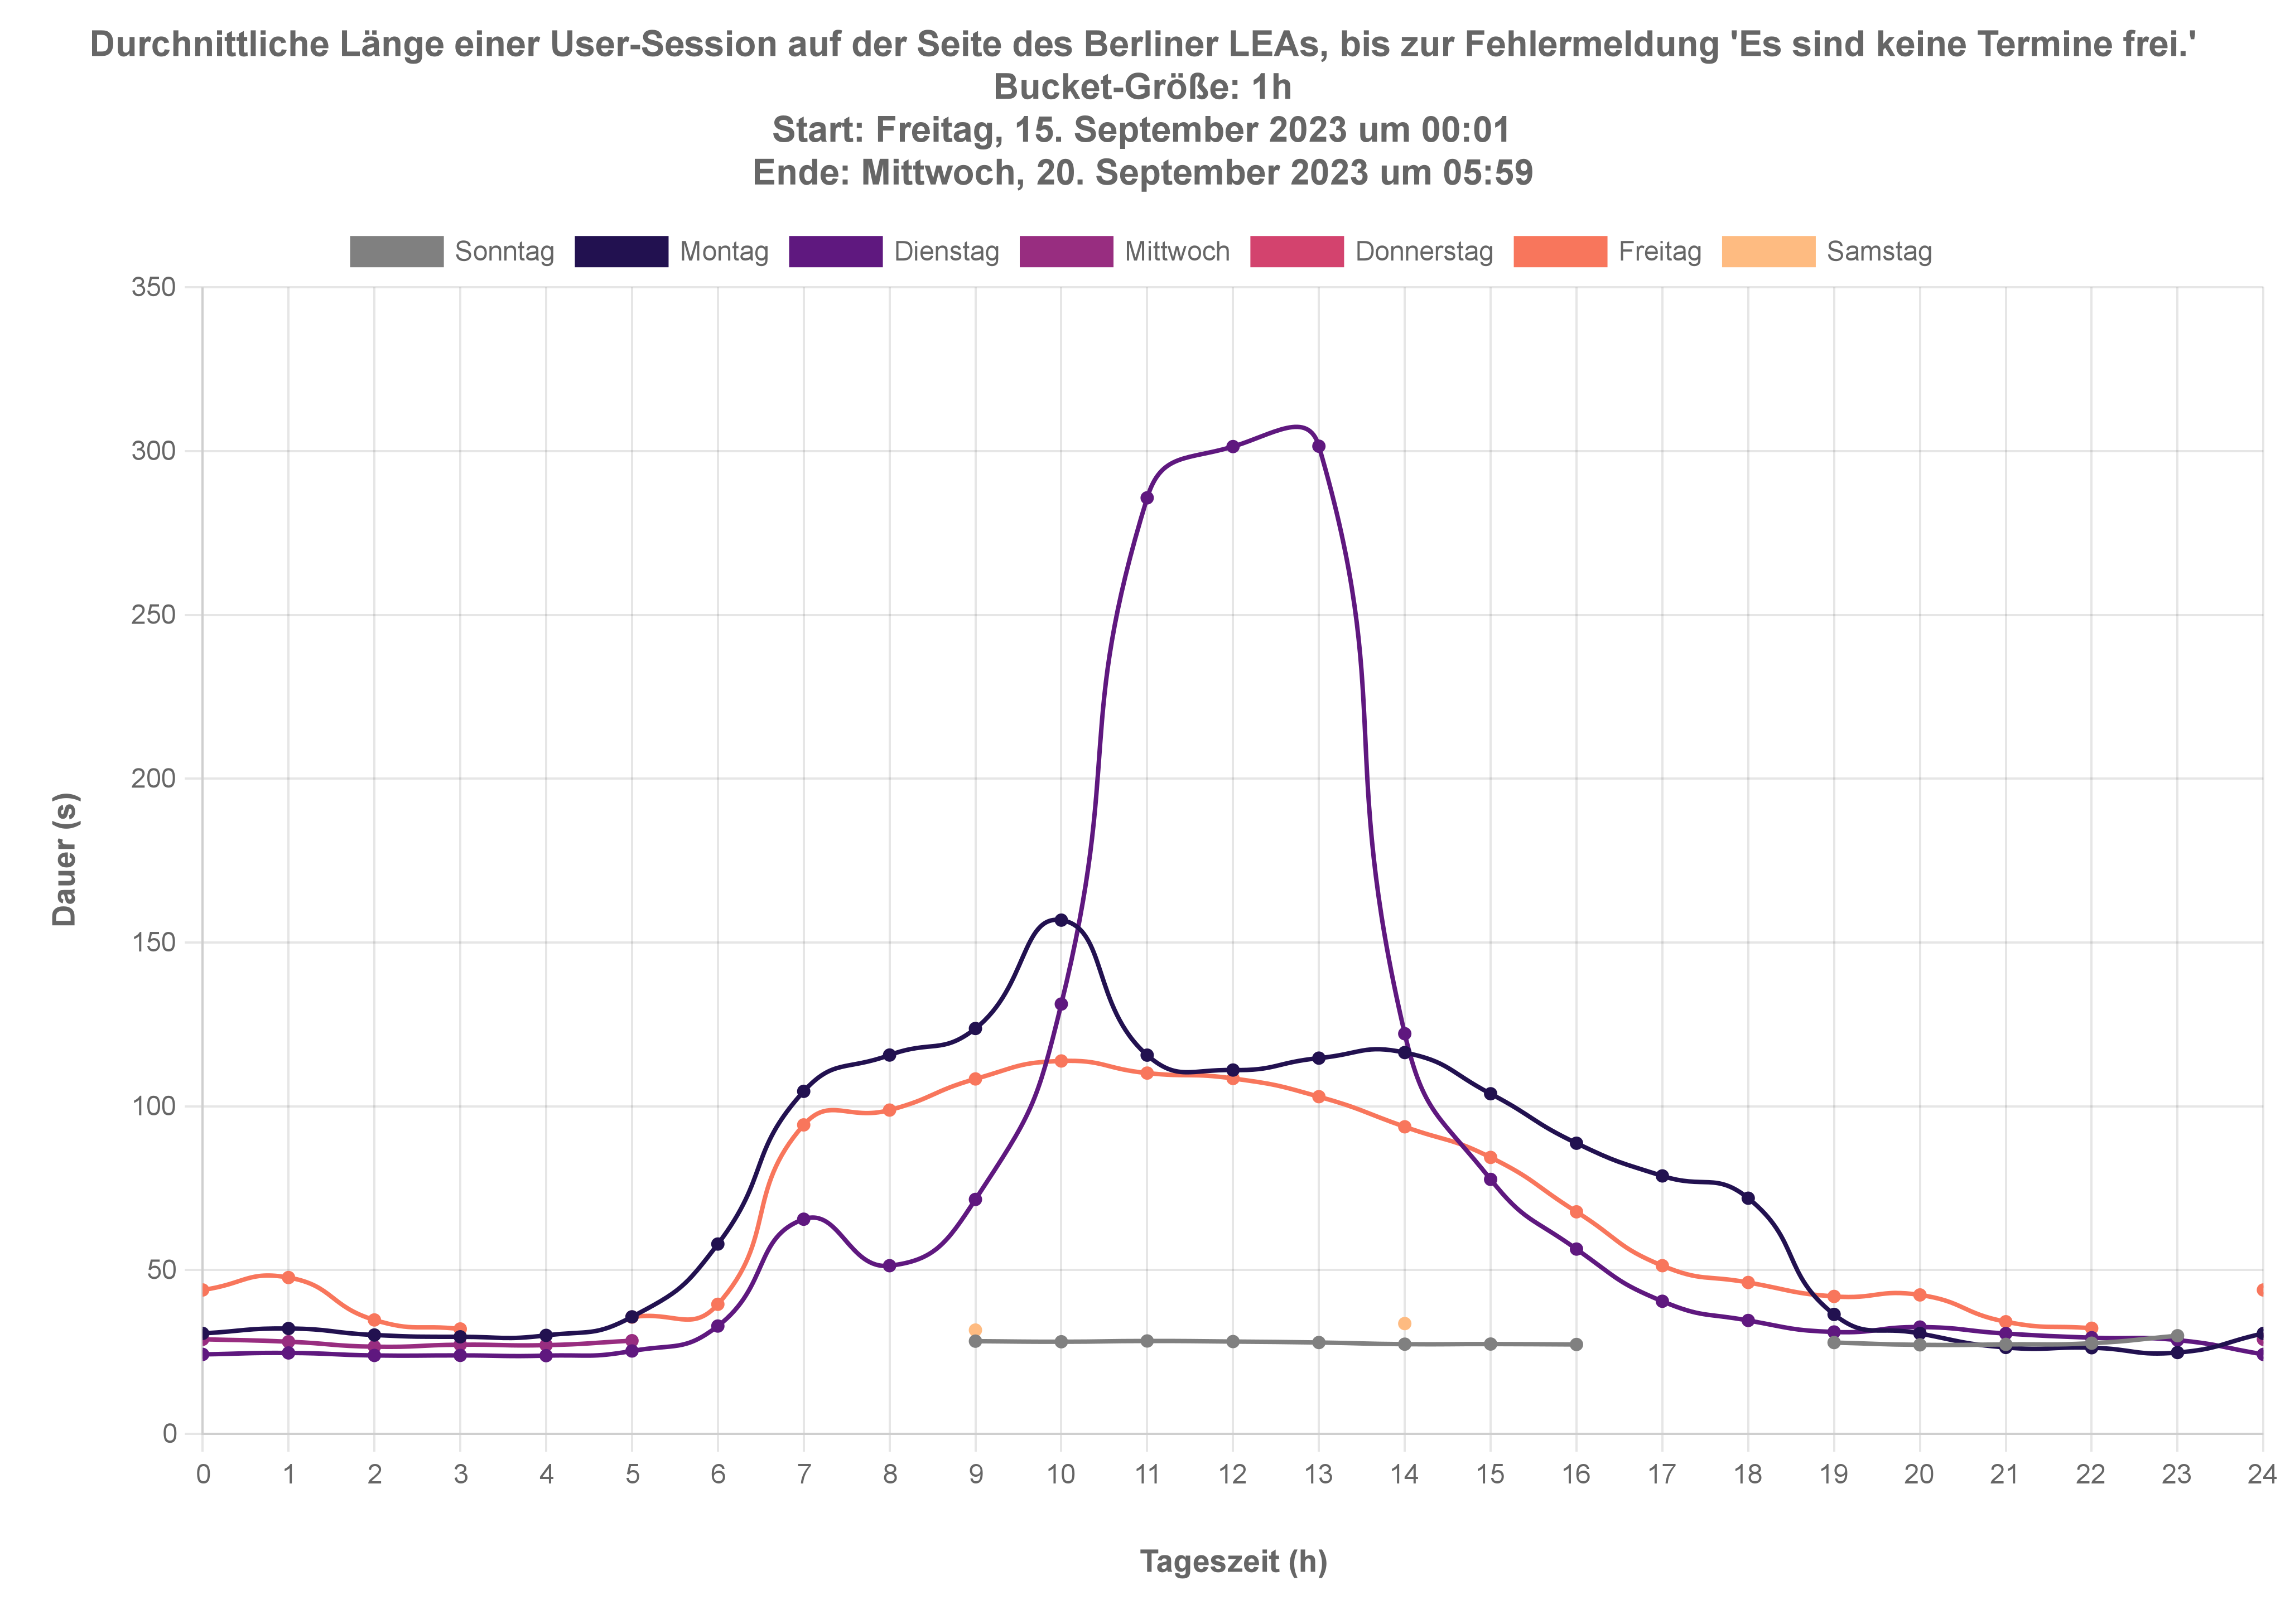 Durchnittliche Länge einer User-Session auf der Seite des Berliner LEAs, bis zur Fehlermeldung 'Es sind keine Termine frei.'
Bucket-Größe: 1h
Start: Freitag, 15. September 2023 um 00:01
Ende: Mittwoch, 20. September 2023 um 05:59
Sonntag Montag Dienstag Mittwoch Donnerstag Freitag Samstag
350
300
250
200
150
100
50
0
Dauer (s)
0 1 2 3 4 5 6 7 8 9 10 11 12 13 14 15 16 17 18 19 20 21 22 23 24
Tageszeit (h)